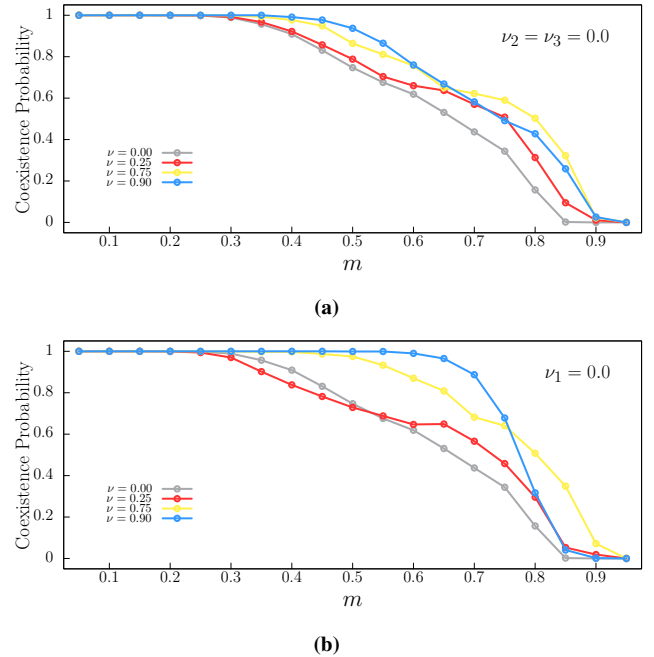 1
0.8
0.6
0.4
0.2
0
Coexistence Probability
ν₂ = ν₃ = 0.0
ν = 0.00
ν = 0.25
ν = 0.75
ν = 0.90
0.1 0.2 0.3 0.4 0.5 0.6 0.7 0.8 0.9
m
(a)
1
0.8
0.6
0.4
0.2
0
Coexistence Probability
ν₁ = 0.0
ν = 0.00
ν = 0.25
ν = 0.75
ν = 0.90
0.1 0.2 0.3 0.4 0.5 0.6 0.7 0.8 0.9
m
(b)